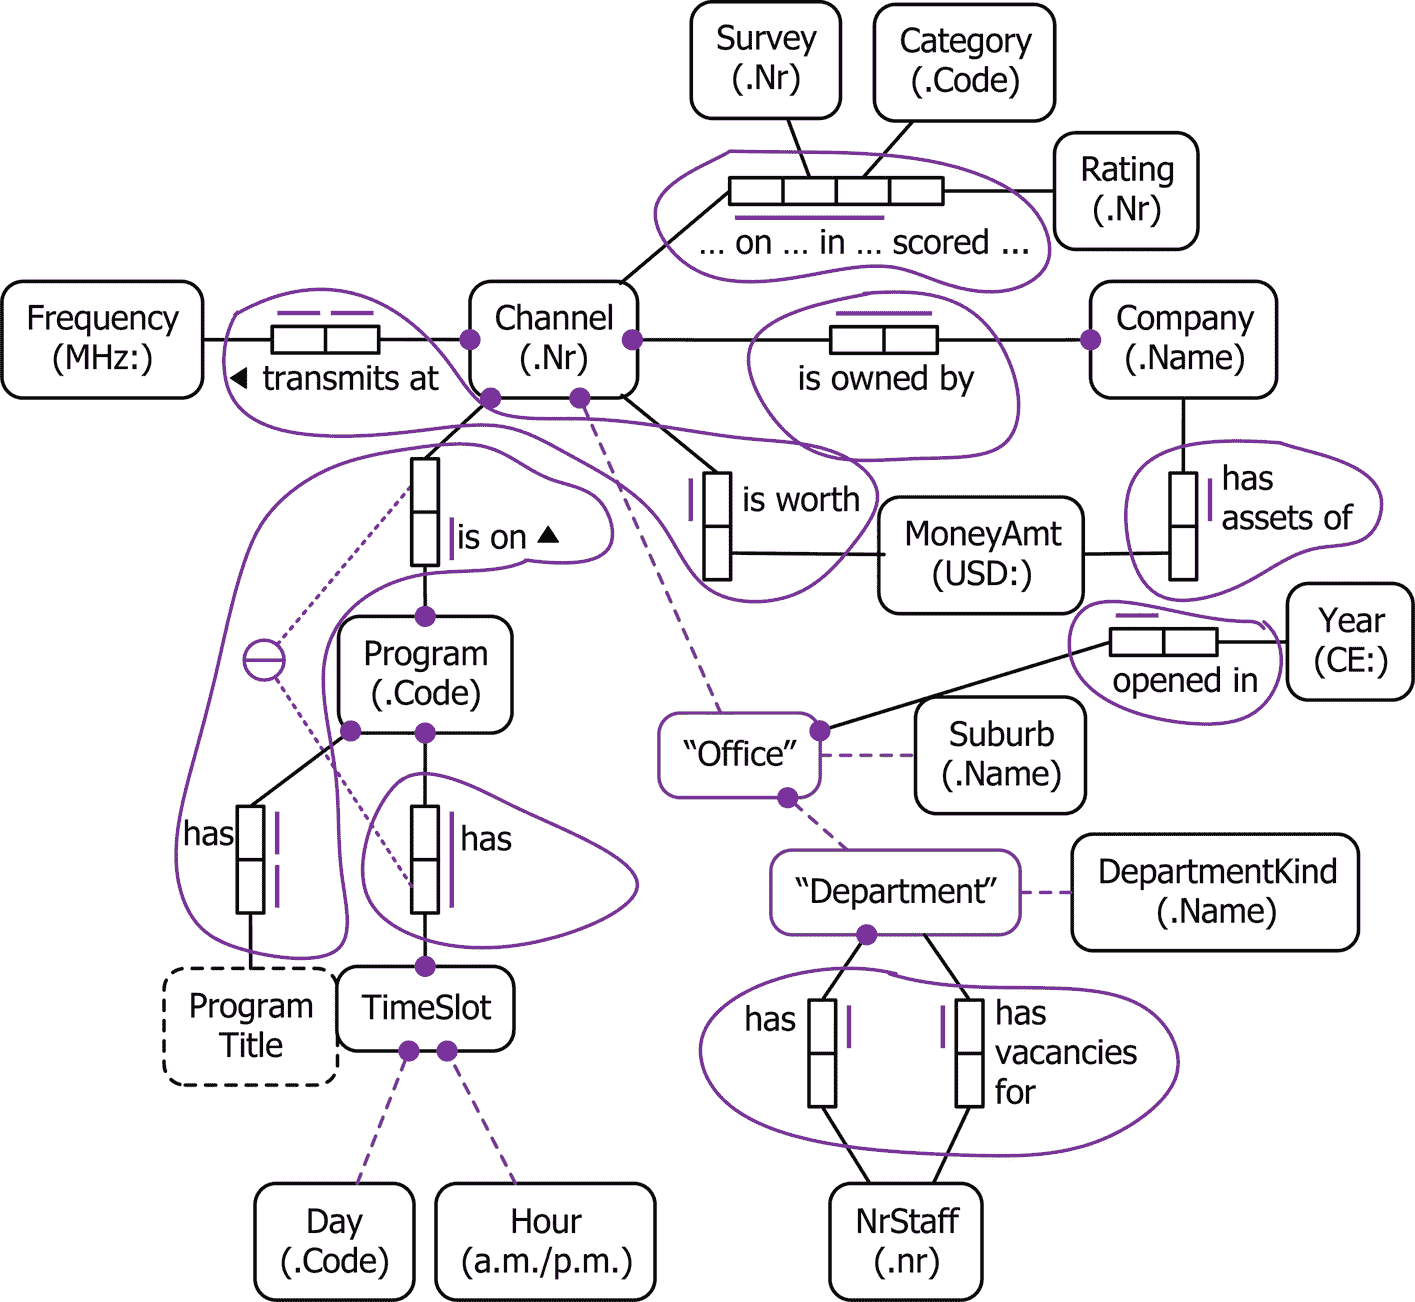 Survey
(.Nr)
Category
(.Code)
Rating
(.Nr)
... on ... in ... scored ...
Frequency
(MHz:)
◄ transmits at
Channel
(.Nr)
is owned by
Company
(.Name)
is on ▲
is worth
MoneyAmt
(USD:)
has
assets of
Program
(.Code)
opened in
Year
(CE:)
“Office”
Suburb
(.Name)
has
has
“Department”
DepartmentKind
(.Name)
Program
Title
TimeSlot
has
has
vacancies
for
Day
(.Code)
Hour
(a.m./p.m.)
NrStaff
(.nr)